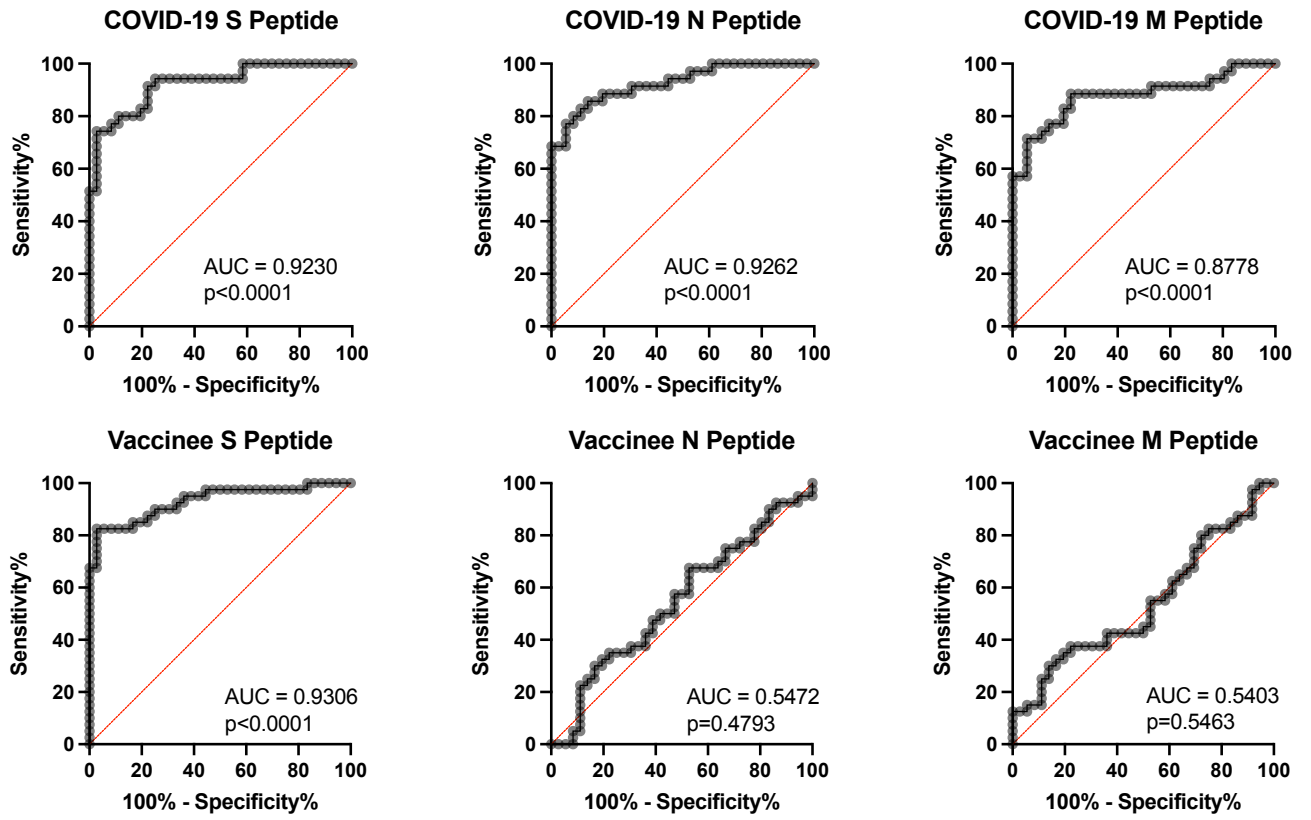 COVID-19 S Peptide
100
80
60
40
20
0
Sensitivity%
AUC = 0.9230
p<0.0001
0 20 40 60 80 100
100% - Specificity%
COVID-19 N Peptide
100
80
60
40
20
0
Sensitivity%
AUC = 0.9262
p<0.0001
0 20 40 60 80 100
100% - Specificity%
COVID-19 M Peptide
100
80
60
40
20
0
Sensitivity%
AUC = 0.8778
p<0.0001
0 20 40 60 80 100
100% - Specificity%
Vaccinee S Peptide
100
80
60
40
20
0
Sensitivity%
AUC = 0.9306
p<0.0001
0 20 40 60 80 100
100% - Specificity%
Vaccinee N Peptide
100
80
60
40
20
0
Sensitivity%
AUC = 0.5472
p=0.4793
0 20 40 60 80 100
100% - Specificity%
Vaccinee M Peptide
100
80
60
40
20
0
Sensitivity%
AUC = 0.5403
p=0.5463
0 20 40 60 80 100
100% - Specificity%